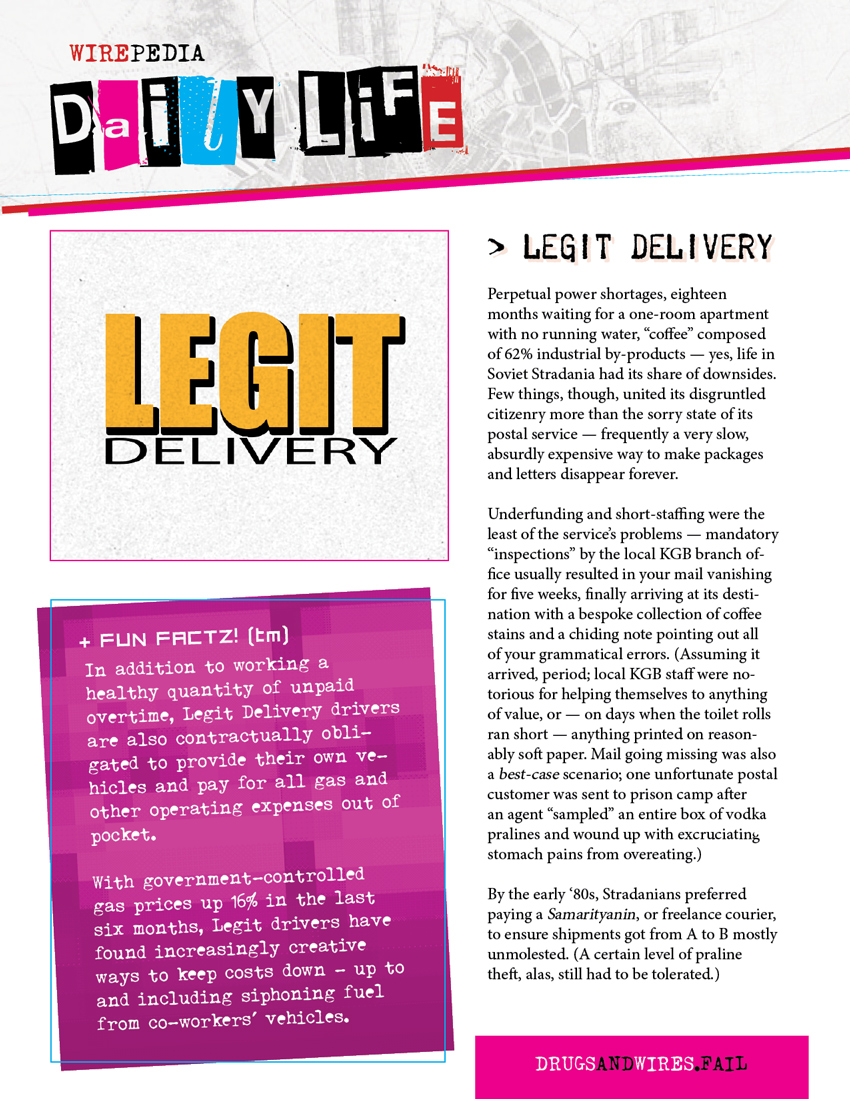 WIREPEDIA
Daily Life
LEGIT
DELIVERY
+ FUN FACTZ! (tm)
In addition to working a
healthy quantity of unpaid
overtime, Legit Delivery drivers
are also contractually obli-
gated to provide their own ve-
hicles and pay for all gas and
other operating expenses out of
pocket.
With government-controlled
gas prices up 16% in the last
six months, Legit drivers have
found increasingly creative
ways to keep costs down - up to
and including siphoning fuel
from co-workers' vehicles.
> LEGIT DELIVERY
Perpetual power shortages, eighteen
months waiting for a one-room apartment
with no running water, “coffee” composed
of 62% industrial by-products — yes, life in
Soviet Stradania had its share of downsides.
Few things, though, united its disgruntled
citizenry more than the sorry state of its
postal service — frequently a very slow,
absurdly expensive way to make packages
and letters disappear forever.
Underfunding and short-staffing were the
least of the service’s problems — mandatory
“inspections” by the local KGB branch of-
fice usually resulted in your mail vanishing
for five weeks, finally arriving at its desti-
nation with a bespoke collection of coffee
stains and a chiding note pointing out all
of your grammatical errors. (Assuming it
arrived, period; local KGB staff were no-
torious for helping themselves to anything
of value, or — on days when the toilet rolls
ran short — anything printed on reason-
ably soft paper. Mail going missing was also
a best-case scenario; one unfortunate postal
customer was sent to prison camp after
an agent “sampled” an entire box of vodka
pralines and wound up with excruciating
stomach pains from overeating.)
By the early ‘80s, Stradanians preferred
paying a Samarityanin, or freelance courier,
to ensure shipments got from A to B mostly
unmolested. (A certain level of praline
theft, alas, still had to be tolerated.)
DRUGSANDWIRES.FAIL